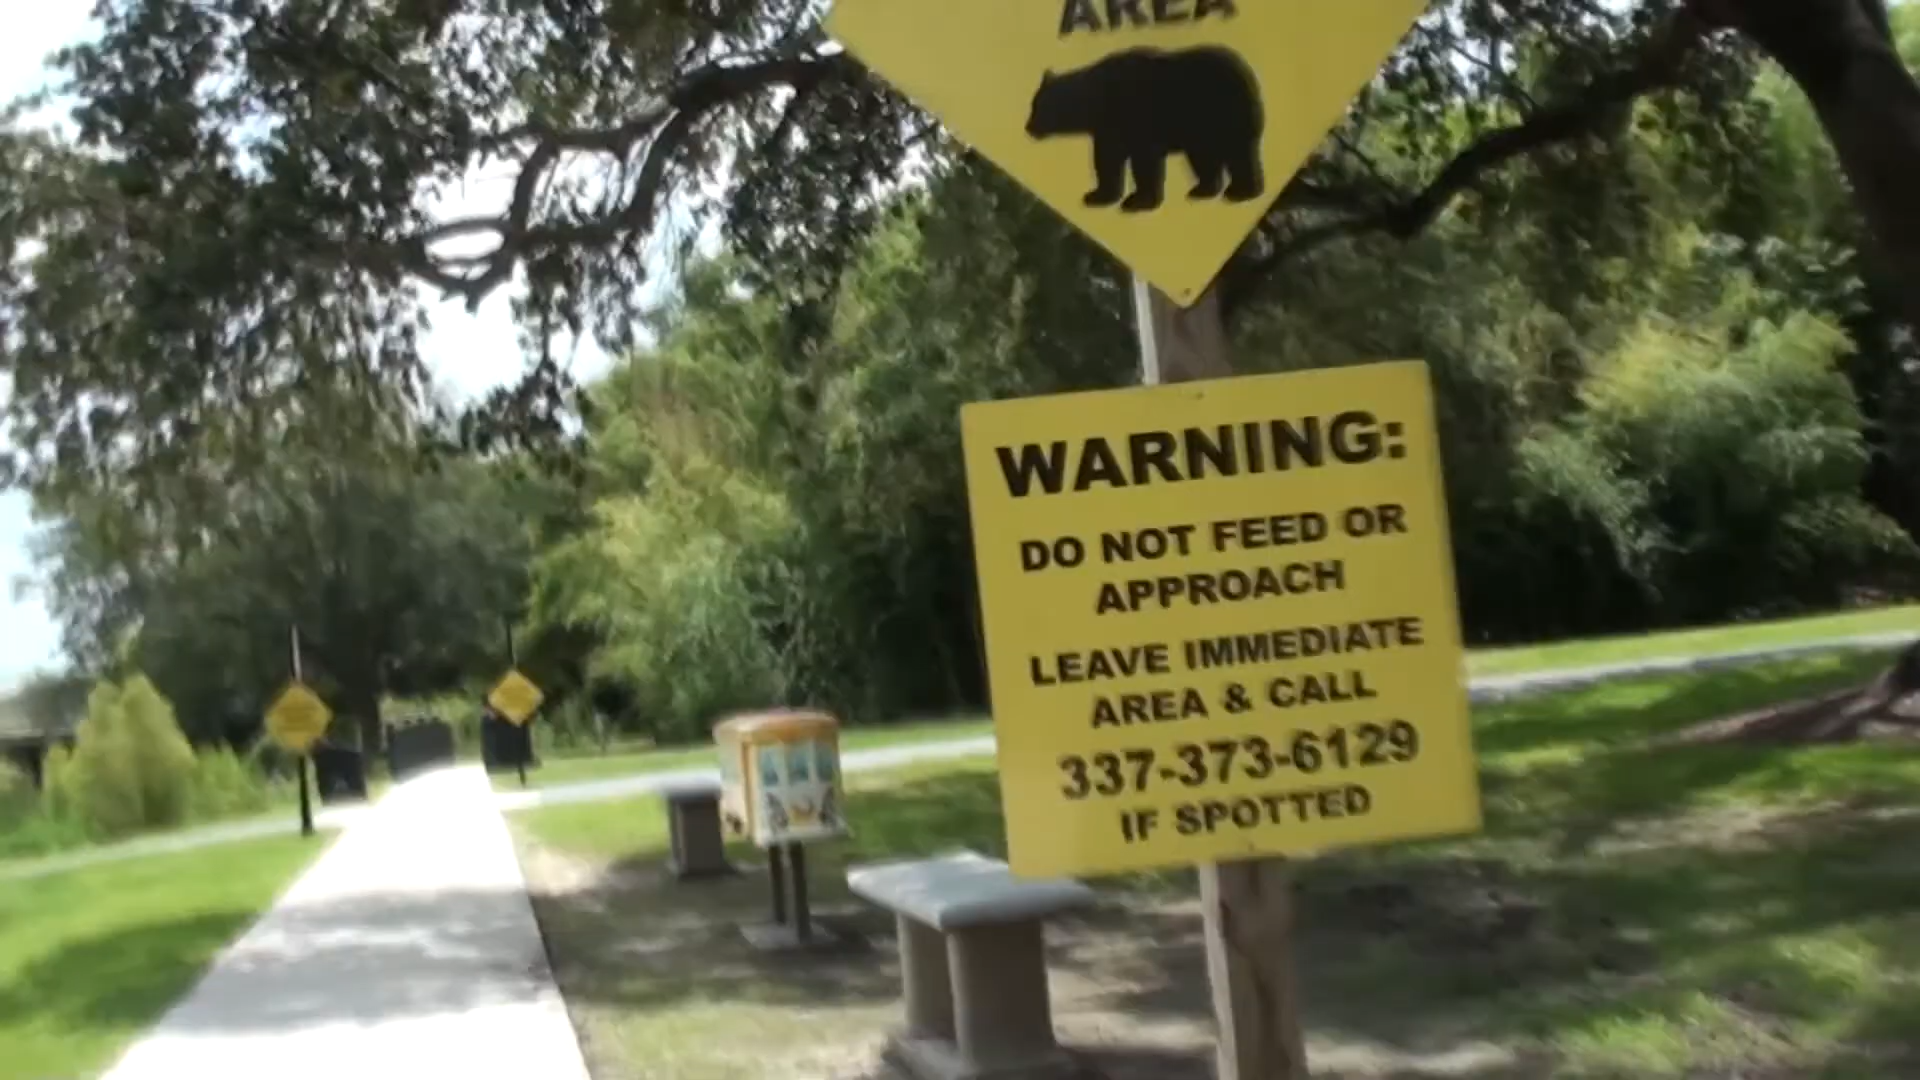 AREA
WARNING:
DO NOT FEED OR
APPROACH
LEAVE IMMEDIATE
AREA & CALL
337-373-6129
IF SPOTTED